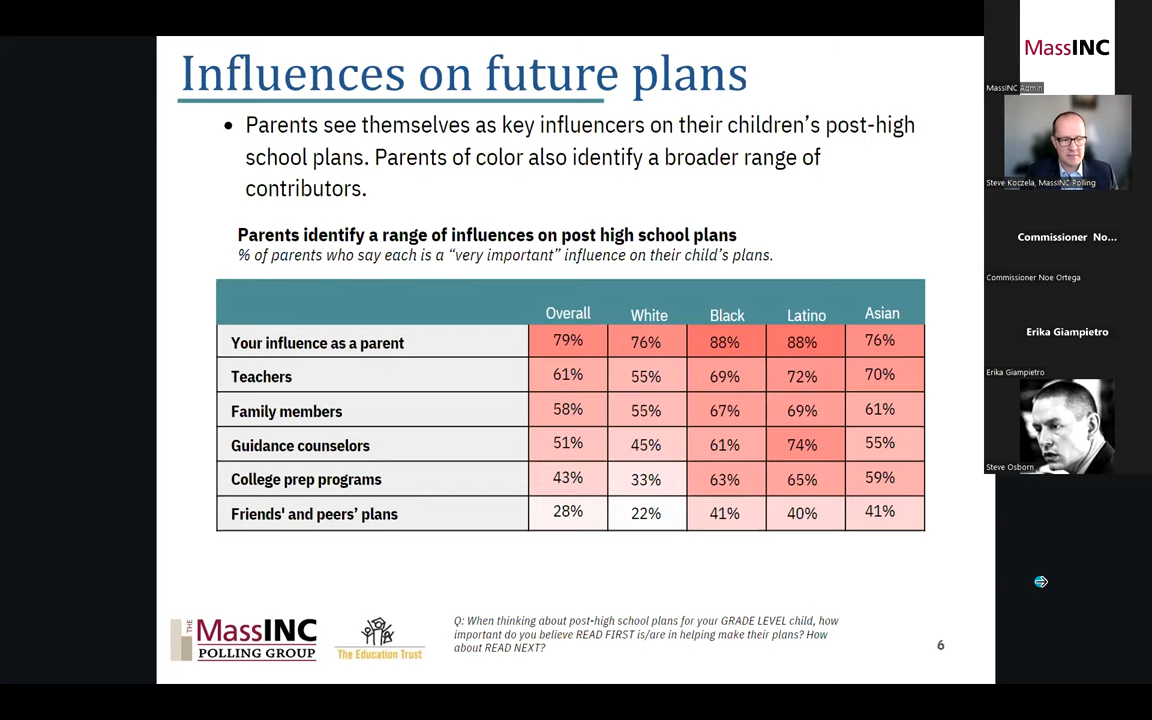 Influences on future plans
• Parents see themselves as key influencers on their children's post-high
school plans. Parents of color also identify a broader range of
contributors.
Parents identify a range of influences on post high school plans
% of parents who say each is a “very important” influence on their child's plans.
Overall White Black Latino Asian
Your influence as a parent 79% 76% 88% 88% 76%
Teachers 61% 55% 69% 72% 70%
Family members 58% 55% 67% 69% 61%
Guidance counselors 51% 45% 61% 74% 55%
College prep programs 43% 33% 63% 65% 59%
Friends' and peers’ plans 28% 22% 41% 40% 41%
THE MassINC
POLLING GROUP
The Education Trust
Q: When thinking about post-high school plans for your GRADE LEVEL child, how
important do you believe READ FIRST is/are in helping make their plans? How
about READ NEXT?
6
MassINC
MassINC Admin
Steve Koczela, MassINC Polling
Commissioner No...
Commissioner Noe Ortega
Erika Giampietro
Erika Giampietro
Steve Osborn